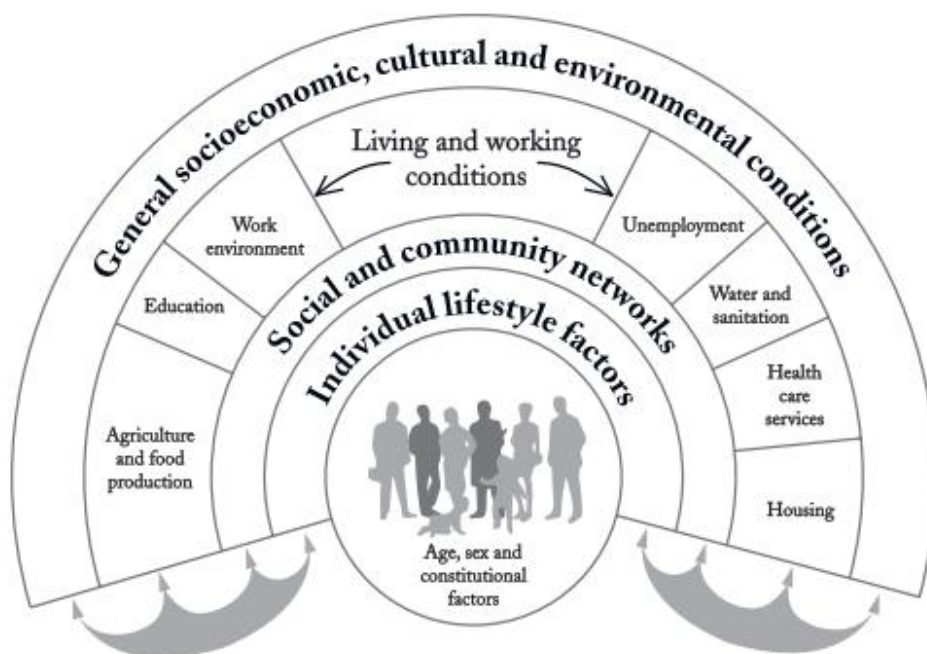 General socioeconomic, cultural and environmental conditions
Living and working
conditions
Work
environment
Unemployment
Education
Water and
sanitation
Agriculture
and food
production
Health
care
services
Housing
Social and community networks
Individual lifestyle factors
Age, sex and
constitutional
factors